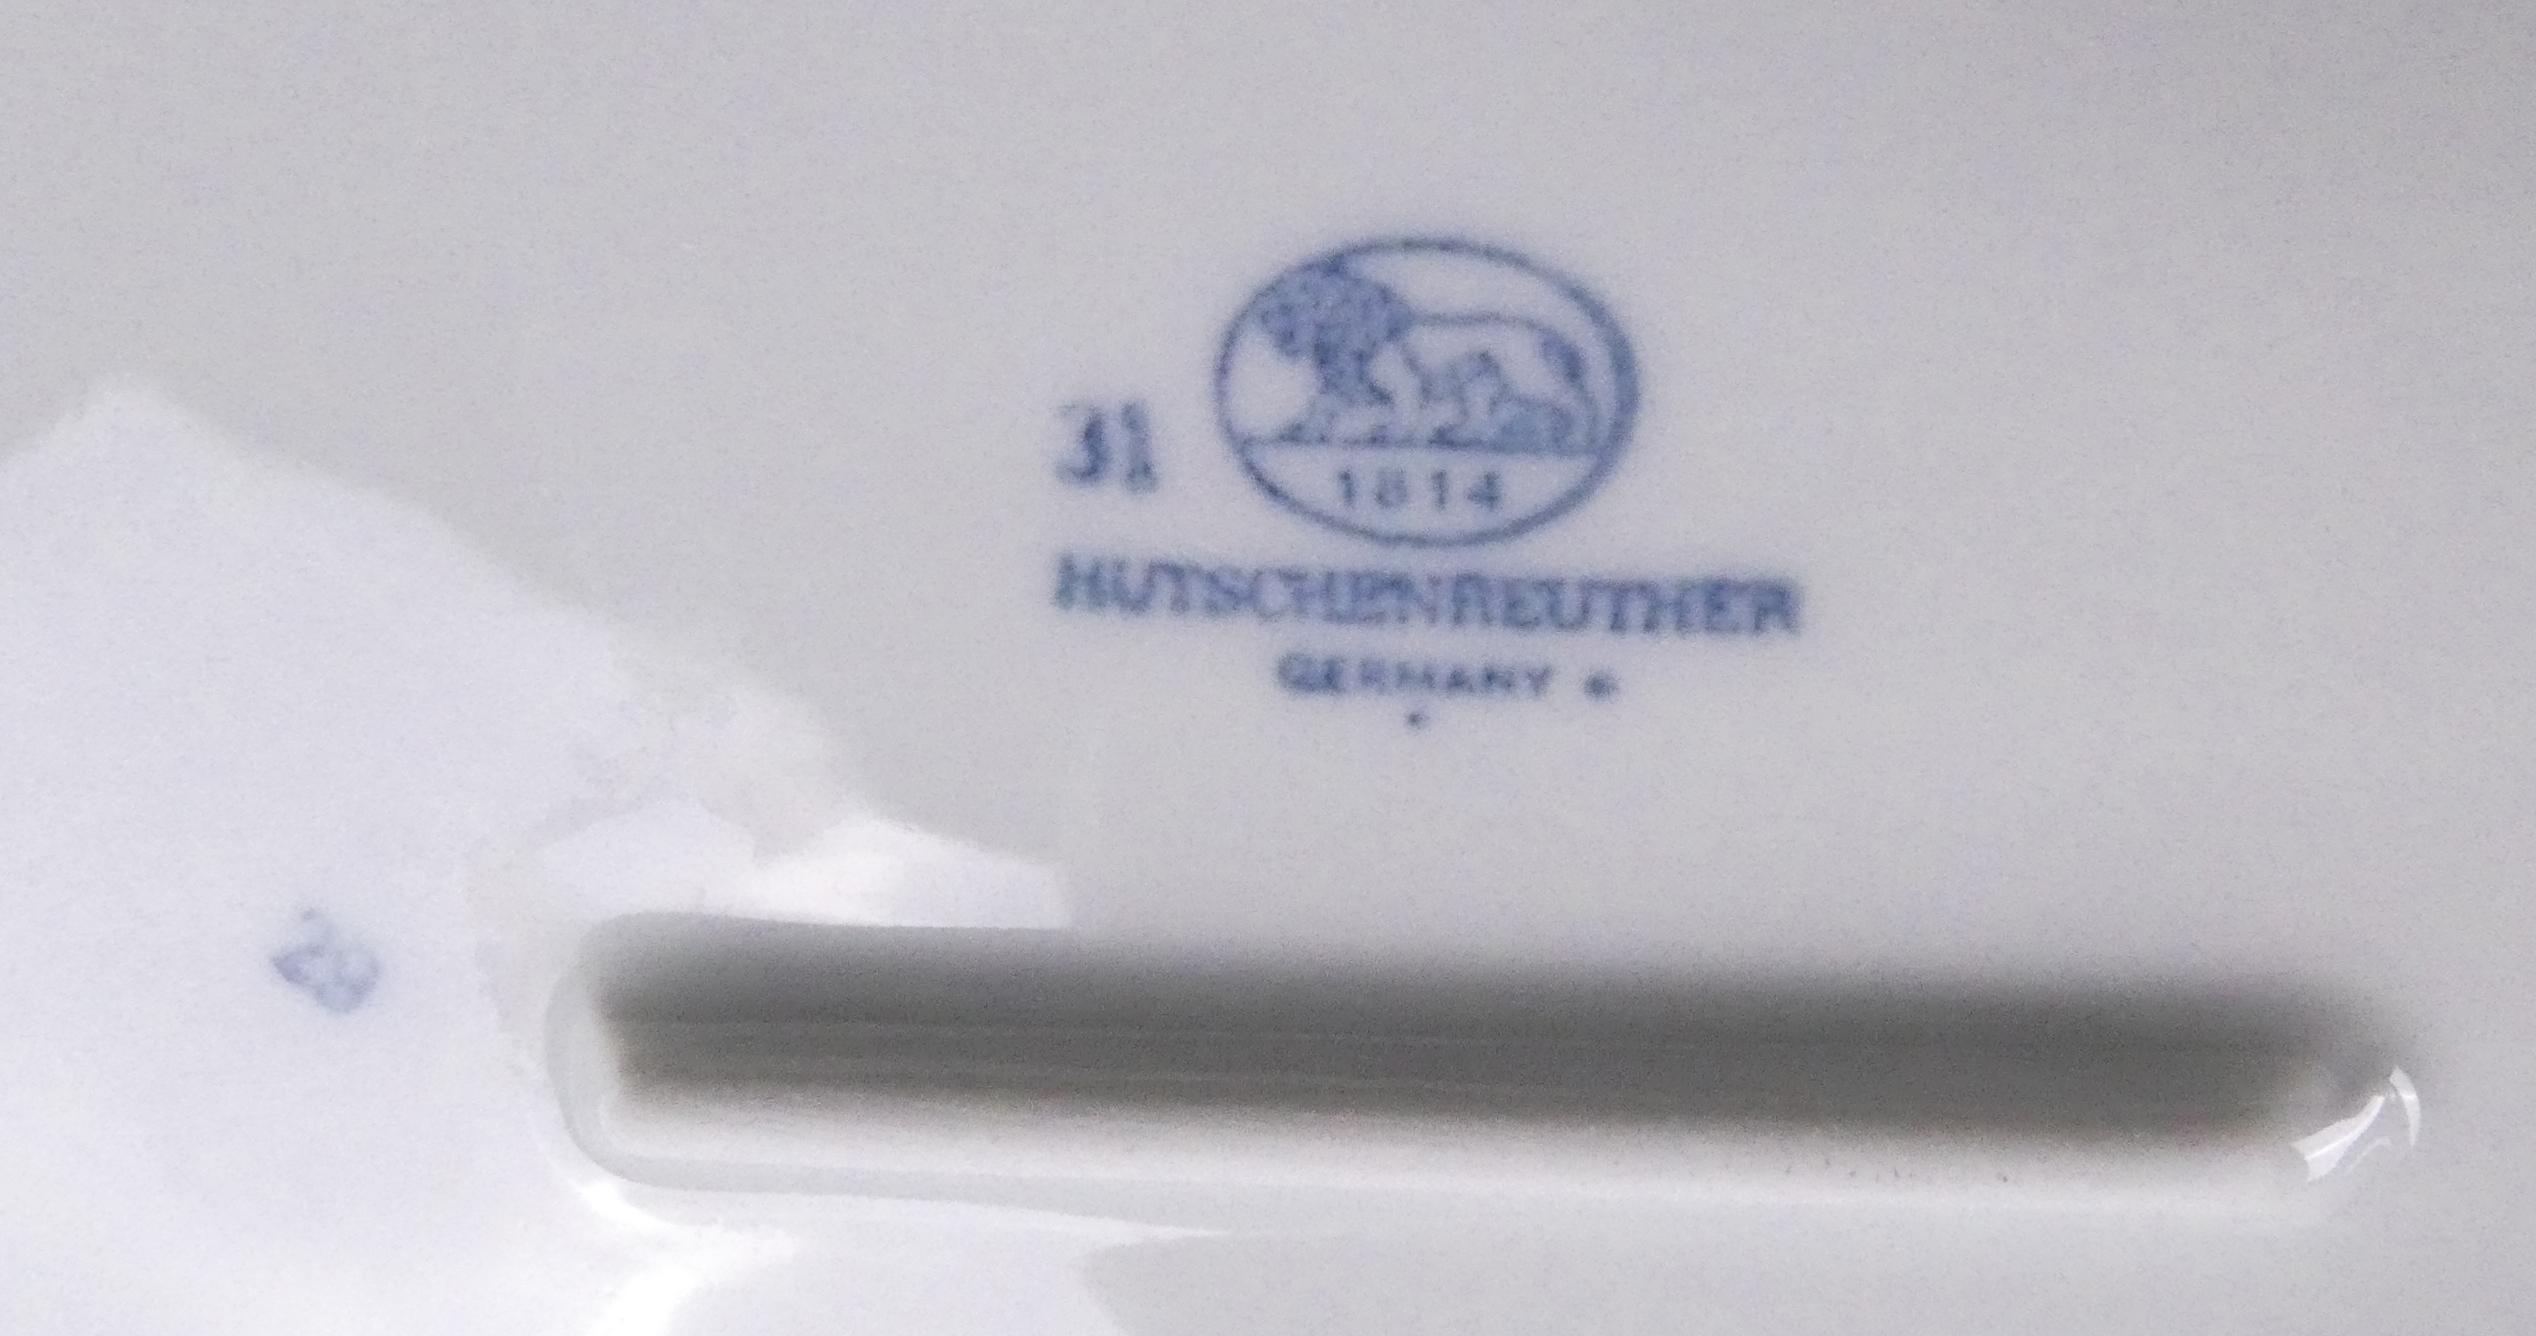 31
1814
HUTSCHENREUTHER
GERMANY